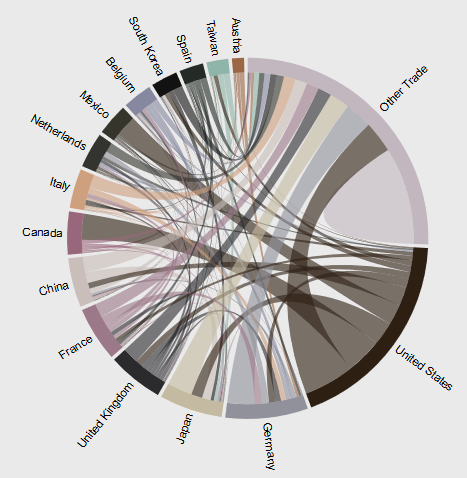 Other Trade
United States
Germany
Japan
United Kingdom
France
China
Canada
Italy
Netherlands
Mexico
Belgium
South Korea
Spain
Taiwan
Austria